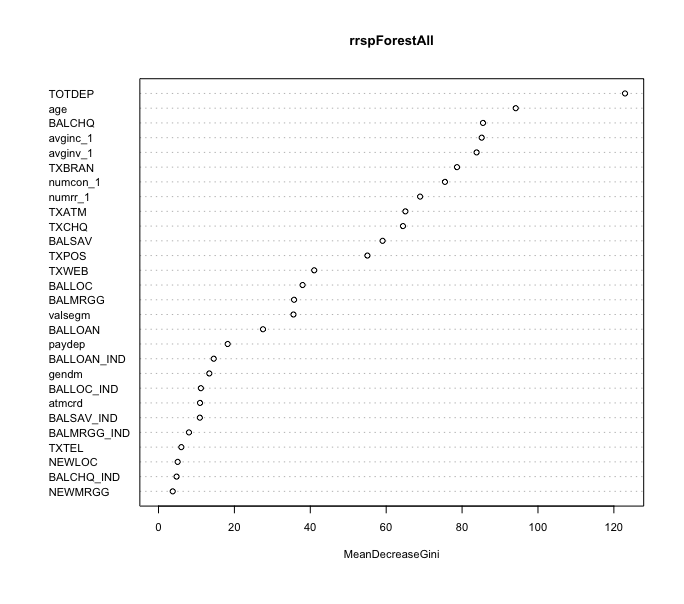 rrspForestAll
TOTDEP
age
BALCHQ
avginc_1
avginv_1
TXBRAN
numcon_1
numrr_1
TXATM
TXCHQ
BALSAV
TXPOS
TXWEB
BALLOC
BALMRGG
valsegm
BALLOAN
paydep
BALLOAN_IND
gendm
BALLOC_IND
atmcrd
BALSAV_IND
BALMRGG_IND
TXTEL
NEWLOC
BALCHQ_IND
NEWMRGG
0 20 40 60 80 100 120
MeanDecreaseGini